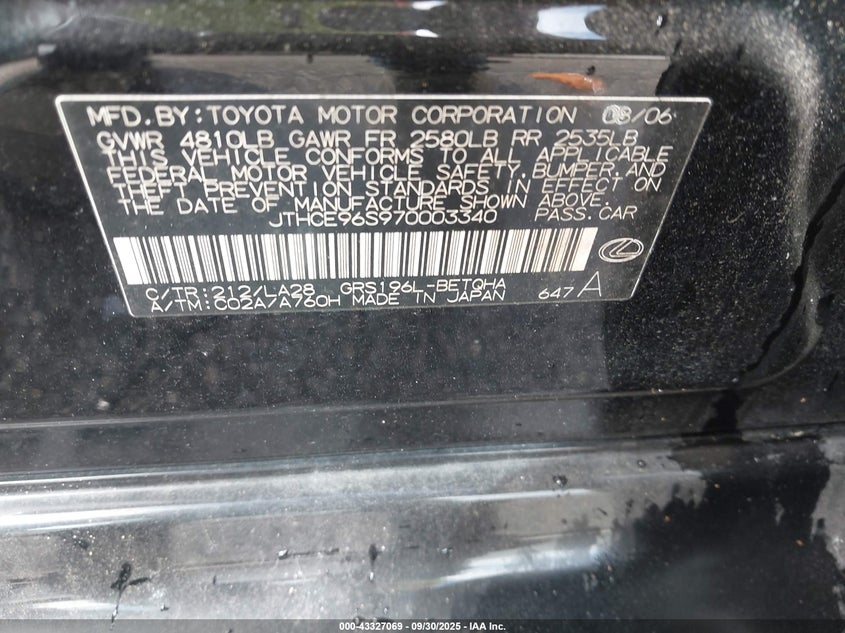 MFD.BY:TOYOTA MOTOR CORPORATION 08/06
GVWR 4810LB GAWR FR 2580LB RR 2535LB
THIS VEHICLE CONFORMS TO ALL APPLICABLE
FEDERAL MOTOR VEHICLE SAFETY,BUMPER,AND
THEFT PREVENTION STANDARDS IN EFFECT ON
THE DATE OF MANUFACTURE SHOWN ABOVE.
JTHCE96S970003340 PASS.CAR
C/TR:212/LA28 GRS196L-BETQHA
A/TM:C02A/A760H MADE IN JAPAN 647 A
000-43327069 - 09/30/2025 - IAA Inc.